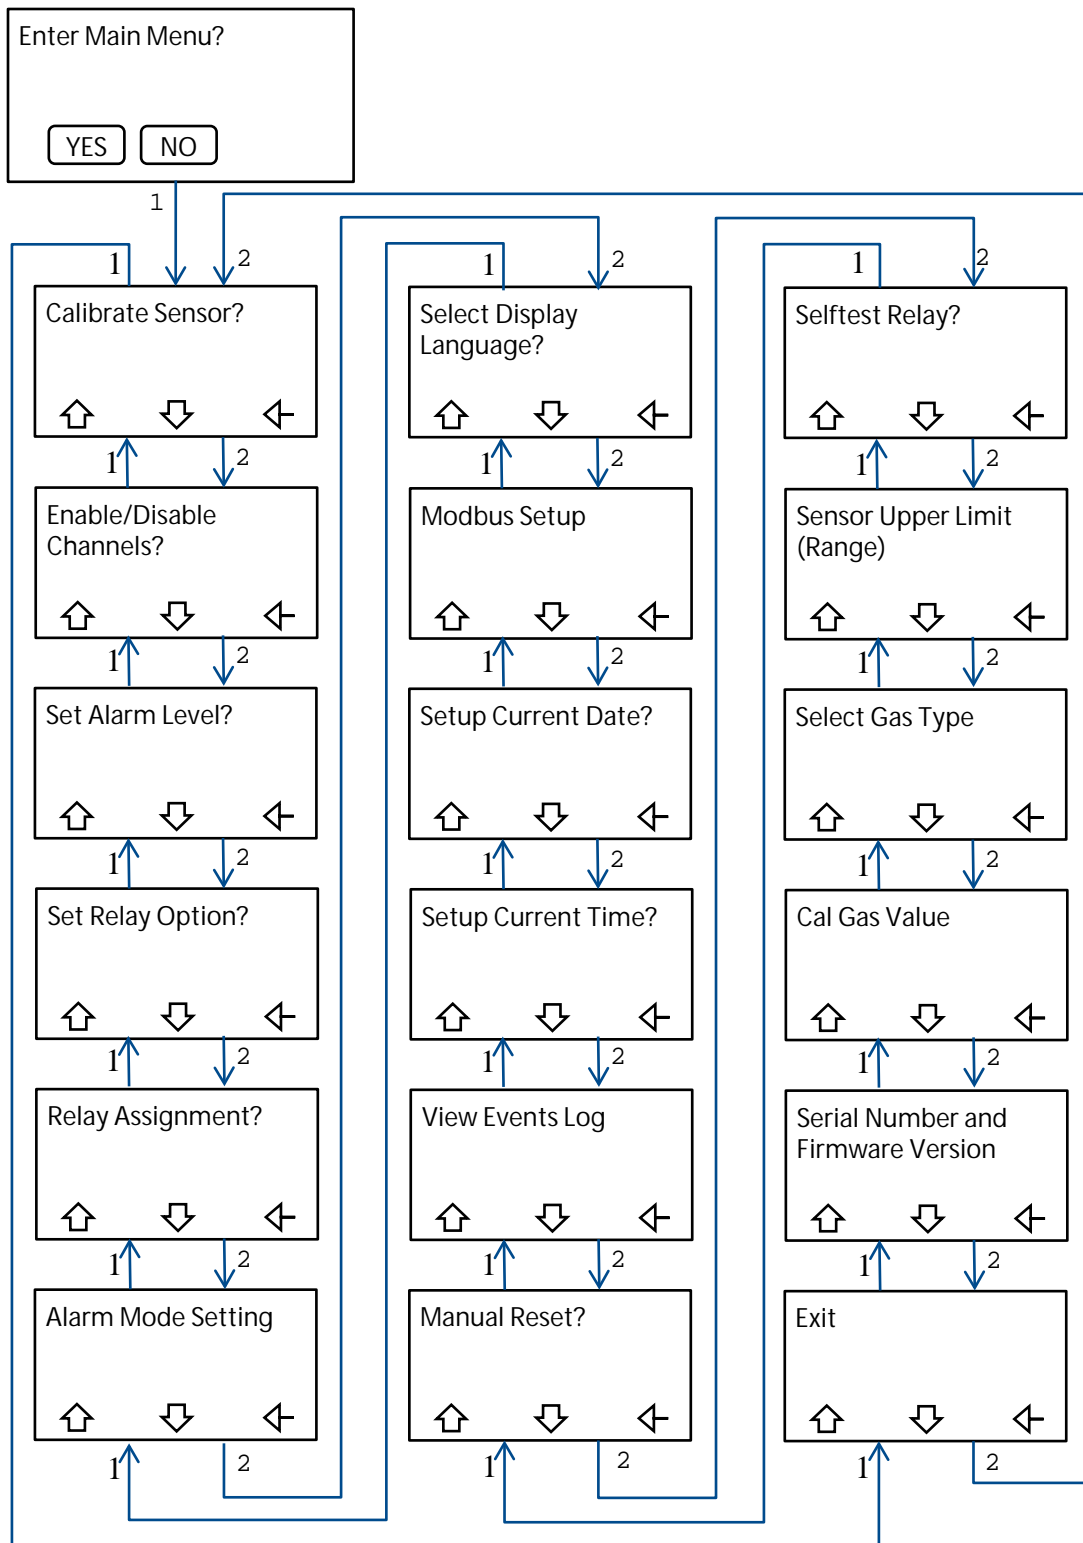 Enter Main Menu?
YES NO
1
2
1
Calibrate Sensor?
1
2
Enable/Disable
Channels?
1
2
Set Alarm Level?
1
2
Set Relay Option?
1
2
Relay Assignment?
1
2
Alarm Mode Setting
1
2
1
2
Select Display
Language?
1
2
Modbus Setup
1
2
Setup Current Date?
1
2
Setup Current Time?
1
2
View Events Log
1
2
Manual Reset?
1
2
1
2
Selftest Relay?
1
2
Sensor Upper Limit
(Range)
1
2
Select Gas Type
1
2
Cal Gas Value
1
2
Serial Number and
Firmware Version
1
2
Exit
1
2